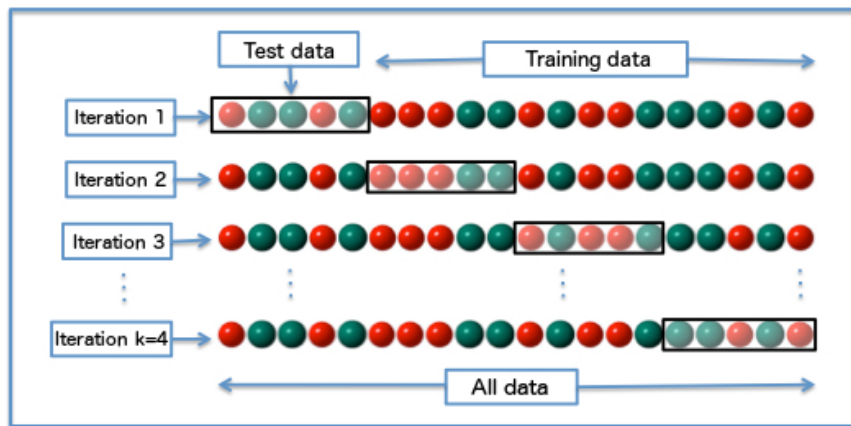 Test data
Training data
Iteration 1
Iteration 2
Iteration 3
Iteration k=4
All data